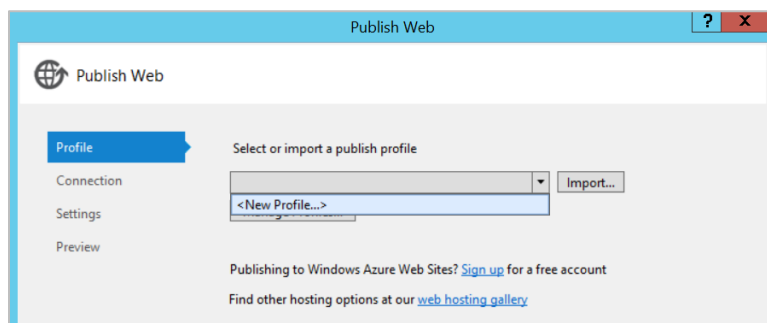 Publish Web
? x
Publish Web
Profile
Select or import a publish profile
Connection
Import...
<New Profile...>
Settings
Preview
Publishing to Windows Azure Web Sites? Sign up for a free account
Find other hosting options at our web hosting gallery